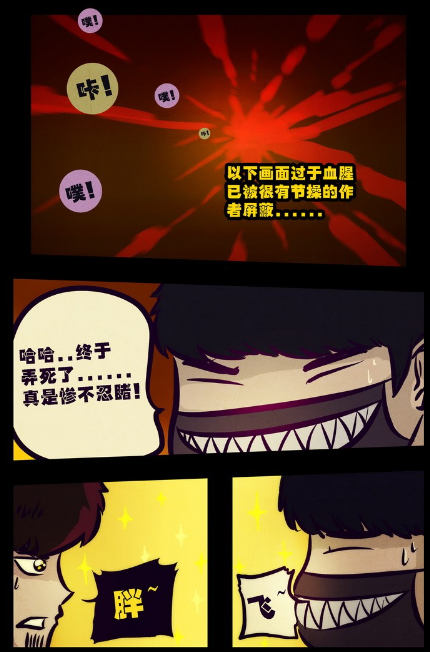 噗！
咔！
噗！
咔！
噗！
以下画面过于血腥
已被很有节操的作
者屏蔽......
哈哈..终于
弄死了......
真是惨不忍睹！
胖~
飞~